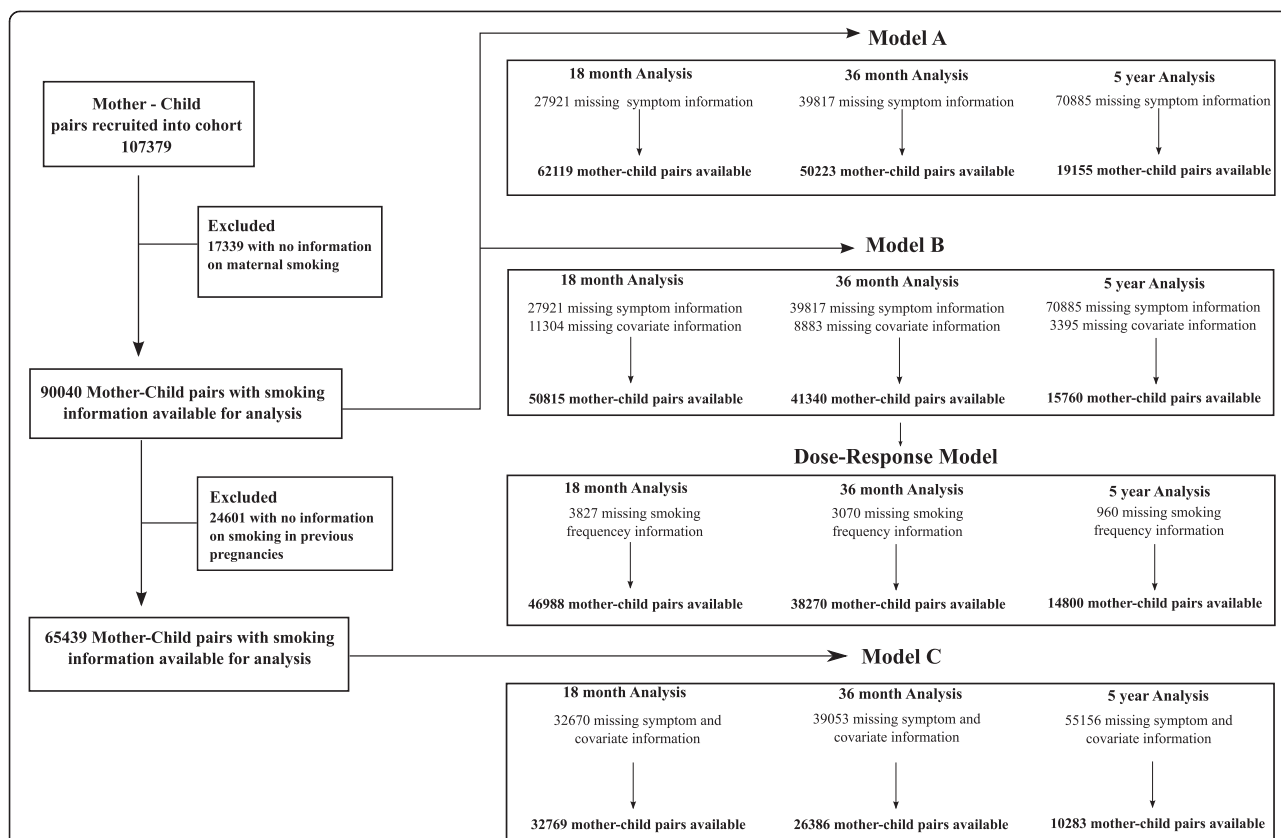 Mother - Child
pairs recruited into cohort
107379
Excluded
17339 with no information
on maternal smoking
90040 Mother-Child pairs with smoking
information available for analysis
Excluded
24601 with no information
on smoking in previous
pregnancies
65439 Mother-Child pairs with smoking
information available for analysis
Model A
18 month Analysis
27921 missing symptom information
62119 mother-child pairs available
36 month Analysis
39817 missing symptom information
50223 mother-child pairs available
5 year Analysis
70885 missing symptom information
19155 mother-child pairs available
Model B
18 month Analysis
27921 missing symptom information
11304 missing covariate information
50815 mother-child pairs available
36 month Analysis
39817 missing symptom information
8883 missing covariate information
41340 mother-child pairs available
5 year Analysis
70885 missing symptom information
3395 missing covariate information
15760 mother-child pairs available
Dose-Response Model
18 month Analysis
3827 missing smoking
frequencey information
46988 mother-child pairs available
36 month Analysis
3070 missing smoking
frequency information
38270 mother-child pairs available
5 year Analysis
960 missing smoking
frequency information
14800 mother-child pairs available
Model C
18 month Analysis
32670 missing symptom and
covariate information
32769 mother-child pairs available
36 month Analysis
39053 missing symptom and
covariate information
26386 mother-child pairs available
5 year Analysis
55156 missing symptom and
covariate information
10283 mother-child pairs available